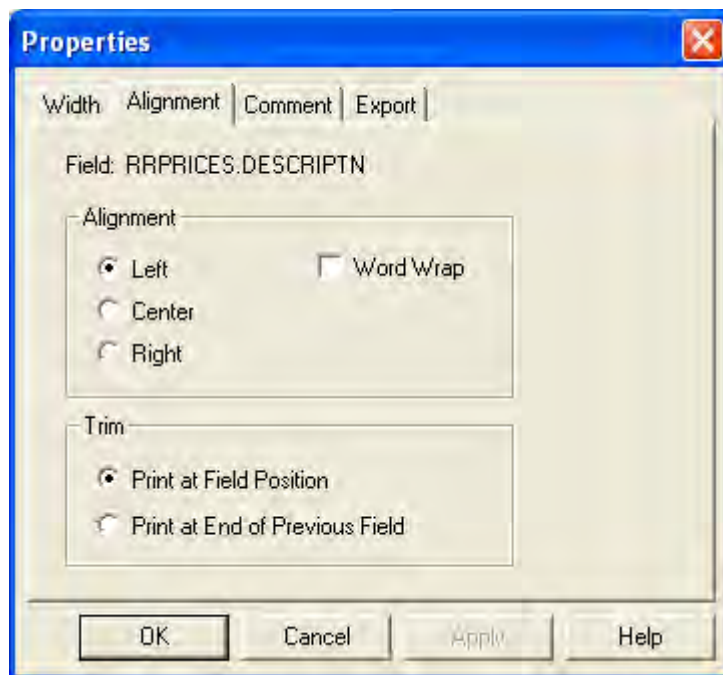 Properties
Width Alignment Comment Export
Field: RRPRICES.DESCRIPTN
Alignment
Left Word Wrap
Center
Right
Trim
Print at Field Position
Print at End of Previous Field
OK Cancel Apply Help